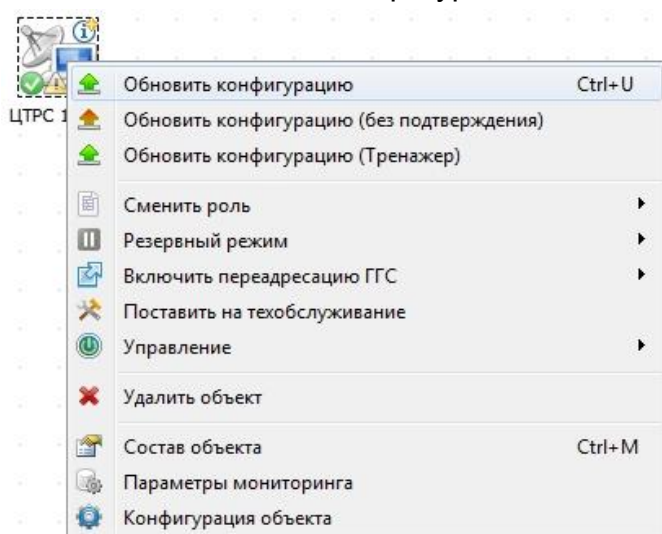 ЦТРС 1
Обновить конфигурацию Ctrl+U
Обновить конфигурацию (без подтверждения)
Обновить конфигурацию (Тренажер)
Сменить роль
Резервный режим
Включить переадресацию ГГС
Поставить на техобслуживание
Управление
Удалить объект
Состав объекта Ctrl+M
Параметры мониторинга
Конфигурация объекта